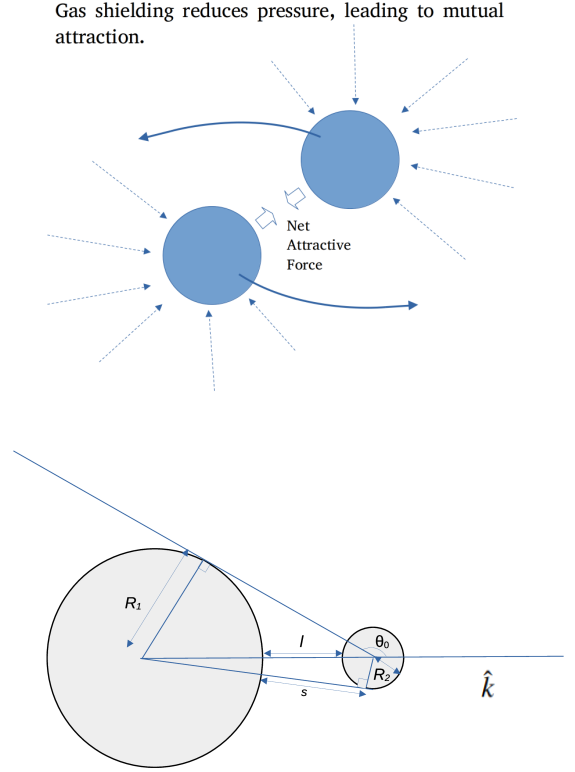 Gas shielding reduces pressure, leading to mutual
attraction.
Net
Attractive
Force
R₁
l
θ₀
R₂
s
k̂